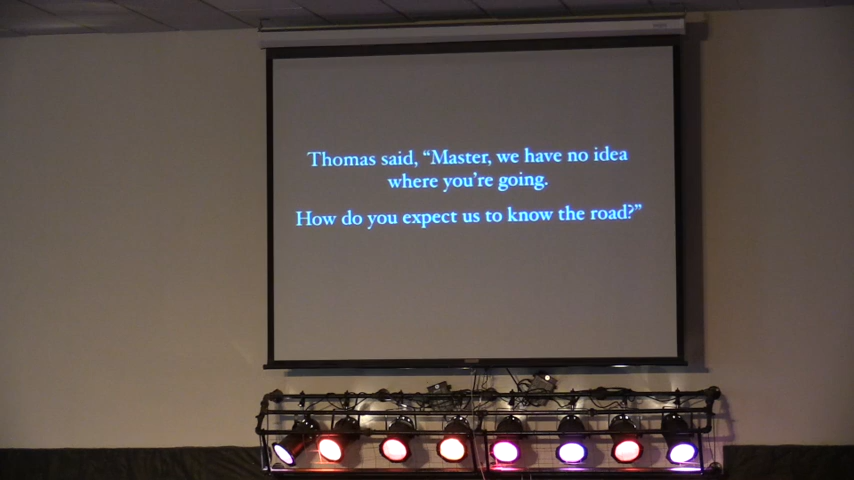 Thomas said, “Master, we have no idea
where you’re going.
How do you expect us to know the road?”